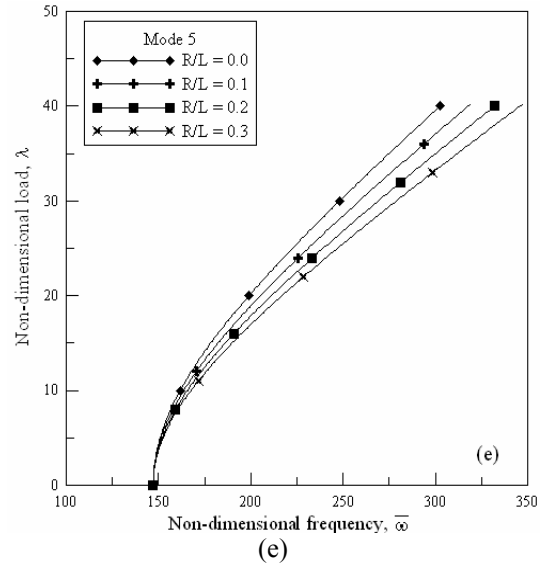 Mode 5
R/L = 0.0
R/L = 0.1
R/L = 0.2
R/L = 0.3
Non-dimensional load, λ
50
40
30
20
10
0
100 150 200 250 300 350
(e)
Non-dimensional frequency, ω̅
(e)